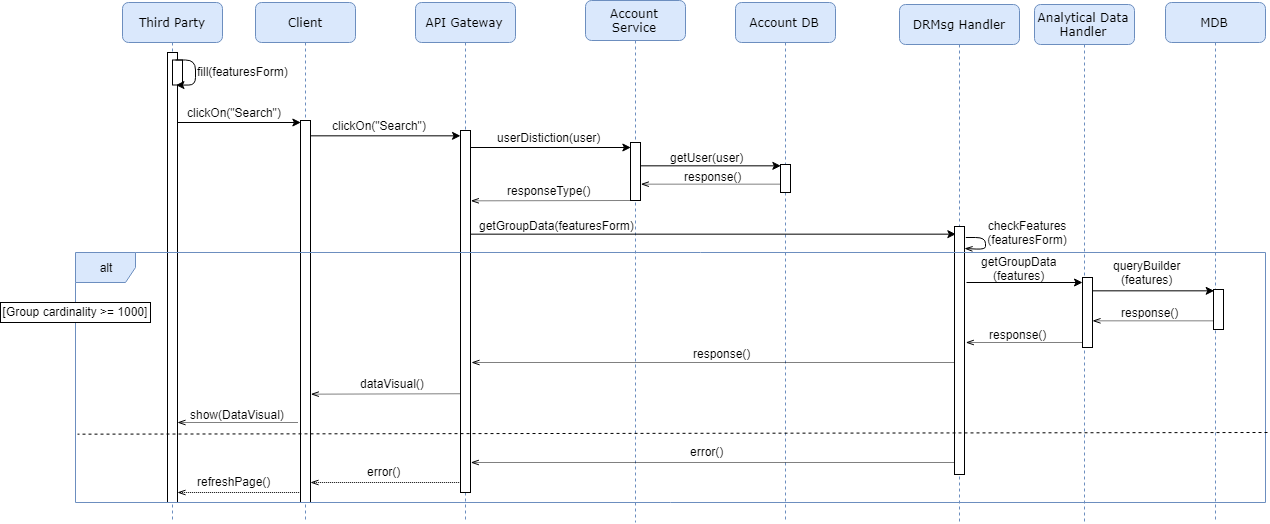 Third Party
Client
API Gateway
Account
Service
Account DB
DRMsg Handler
Analytical Data
Handler
MDB
fill(featuresForm)
clickOn("Search")
clickOn("Search")
userDistiction(user)
getUser(user)
response()
responseType()
getGroupData(featuresForm)
checkFeatures
(featuresForm)
alt
getGroupData
(features)
queryBuilder
(features)
[Group cardinality >= 1000]
response()
response()
response()
dataVisual()
show(DataVisual)
error()
error()
refreshPage()